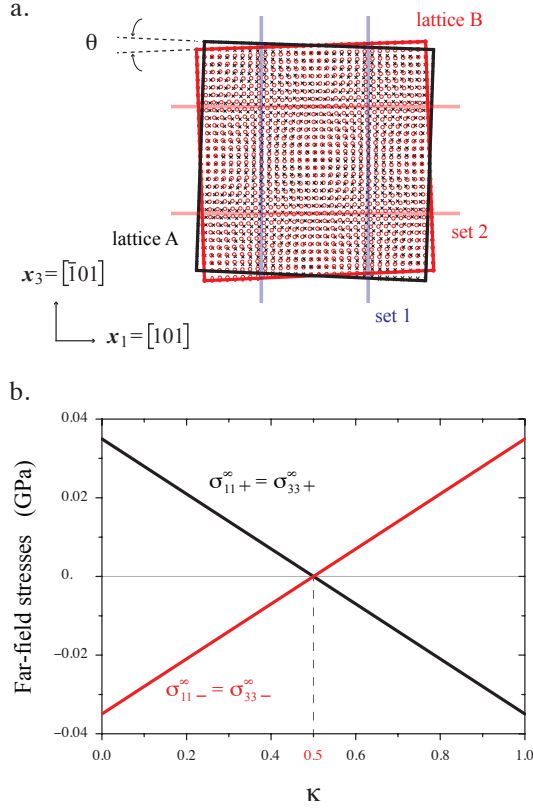 a.
θ
lattice B
lattice A
set 2
x₃=[1̄01]
x₁=[101]
set 1
b.
0.04
0.02
0.
−0.02
−0.04
Far-field stresses (GPa)
σ∞11+ = σ∞33+
σ∞11− = σ∞33−
0.0 0.2 0.4 0.5 0.6 0.8 1.0
κ